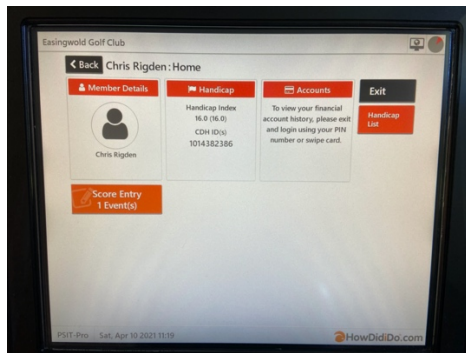 Easingwold Golf Club
Back
Chris Rigden : Home
Member Details
Chris Rigden
Handicap
Handicap Index
16.0 (16.0)
CDH ID(s)
1014382386
Accounts
To view your financial
account history, please exit
and login using your PIN
number or swipe card.
Exit
Handicap
List
Score Entry
1 Event(s)
PSIT-Pro Sat, Apr 10 2021 11:19
HowDidiDo.com